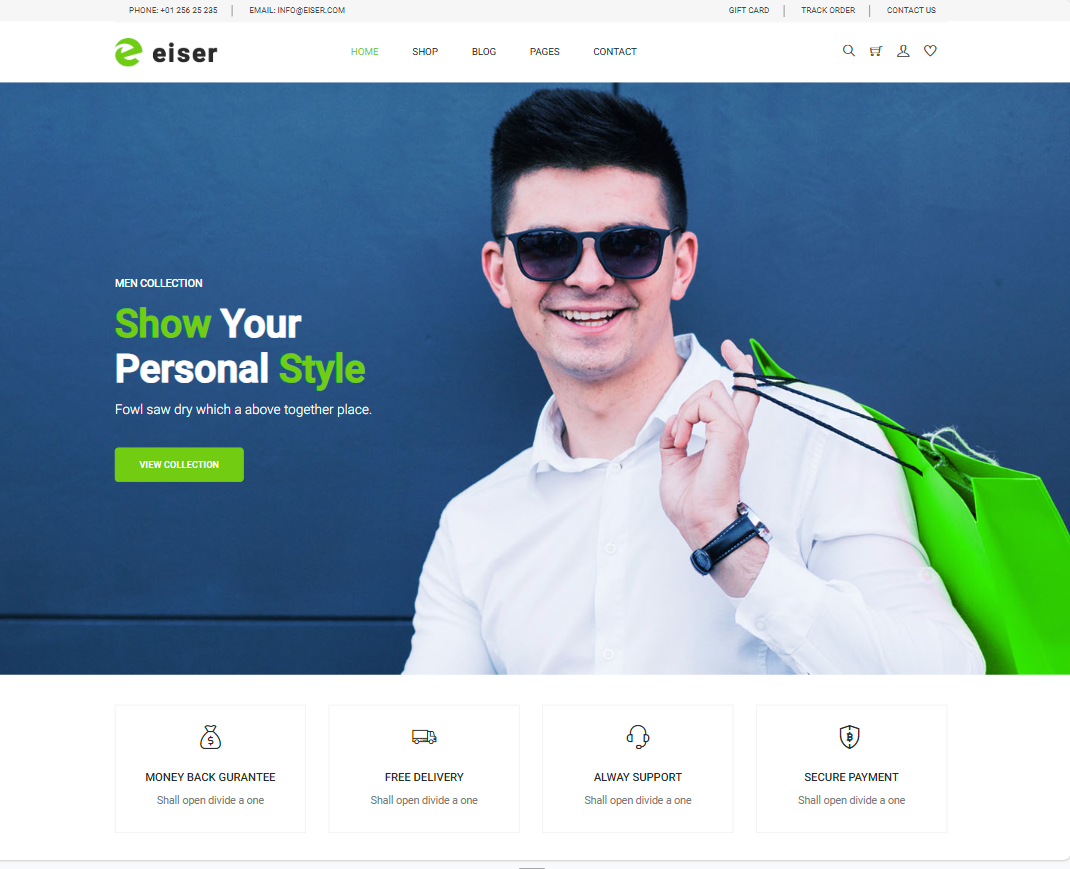 PHONE: +01 256 25 235
EMAIL: INFO@EISER.COM
GIFT CARD
TRACK ORDER
CONTACT US
eiser
HOME
SHOP
BLOG
PAGES
CONTACT
MEN COLLECTION
Show Your
Personal Style
Fowl saw dry which a above together place.
VIEW COLLECTION
MONEY BACK GURANTEE
Shall open divide a one
FREE DELIVERY
Shall open divide a one
ALWAY SUPPORT
Shall open divide a one
SECURE PAYMENT
Shall open divide a one